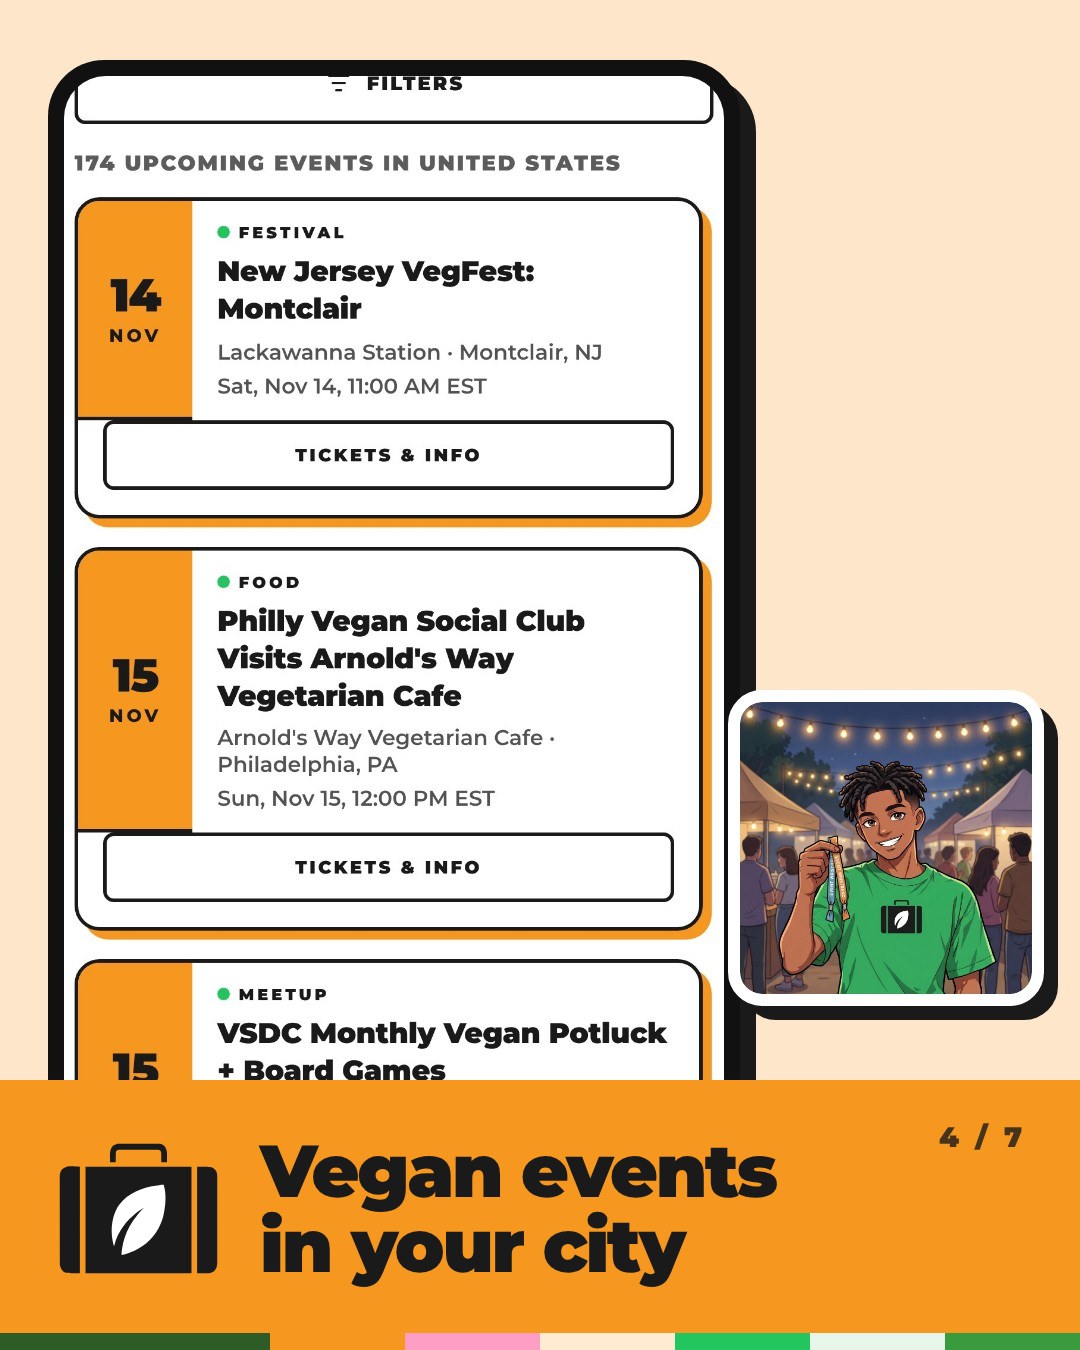 FILTERS
174 UPCOMING EVENTS IN UNITED STATES
14
NOV
FESTIVAL
New Jersey VegFest:
Montclair
Lackawanna Station · Montclair, NJ
Sat, Nov 14, 11:00 AM EST
TICKETS & INFO
15
NOV
FOOD
Philly Vegan Social Club
Visits Arnold's Way
Vegetarian Cafe
Arnold's Way Vegetarian Cafe ·
Philadelphia, PA
Sun, Nov 15, 12:00 PM EST
TICKETS & INFO
15
MEETUP
VSDC Monthly Vegan Potluck
+ Board Games
4 / 7
Vegan events
in your city